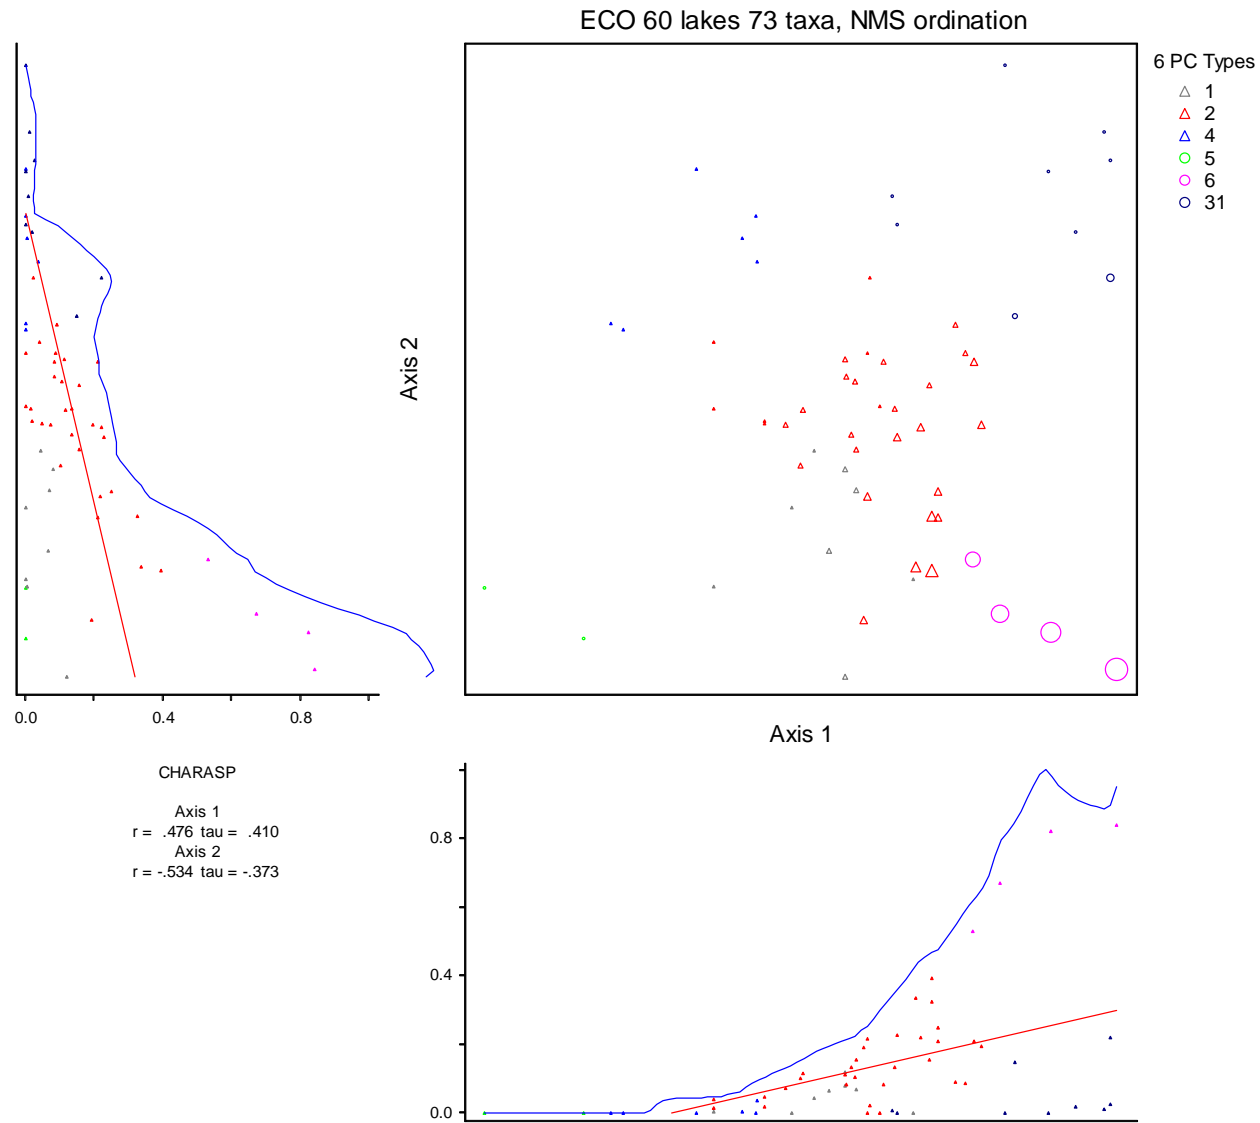 ECO 60 lakes 73 taxa, NMS ordination
6 PC Types
1
2
4
5
6
31
Axis 2
0.0 0.4 0.8
Axis 1
CHARASP
Axis 1
r = .476 tau = .410
Axis 2
r = -.534 tau = -.373
0.8
0.4
0.0